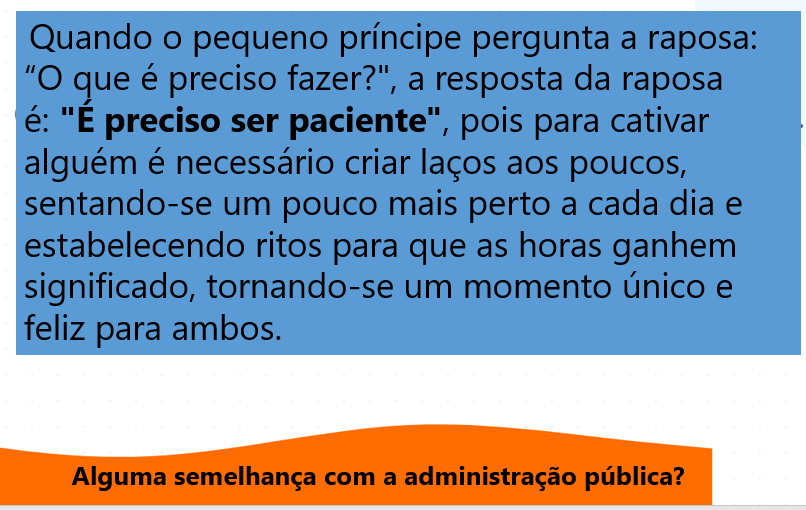 Quando o pequeno príncipe pergunta a raposa:
“O que é preciso fazer?", a resposta da raposa
é: "É preciso ser paciente", pois para cativar
alguém é necessário criar laços aos poucos,
sentando-se um pouco mais perto a cada dia e
estabelecendo ritos para que as horas ganhem
significado, tornando-se um momento único e
feliz para ambos.
Alguma semelhança com a administração pública?